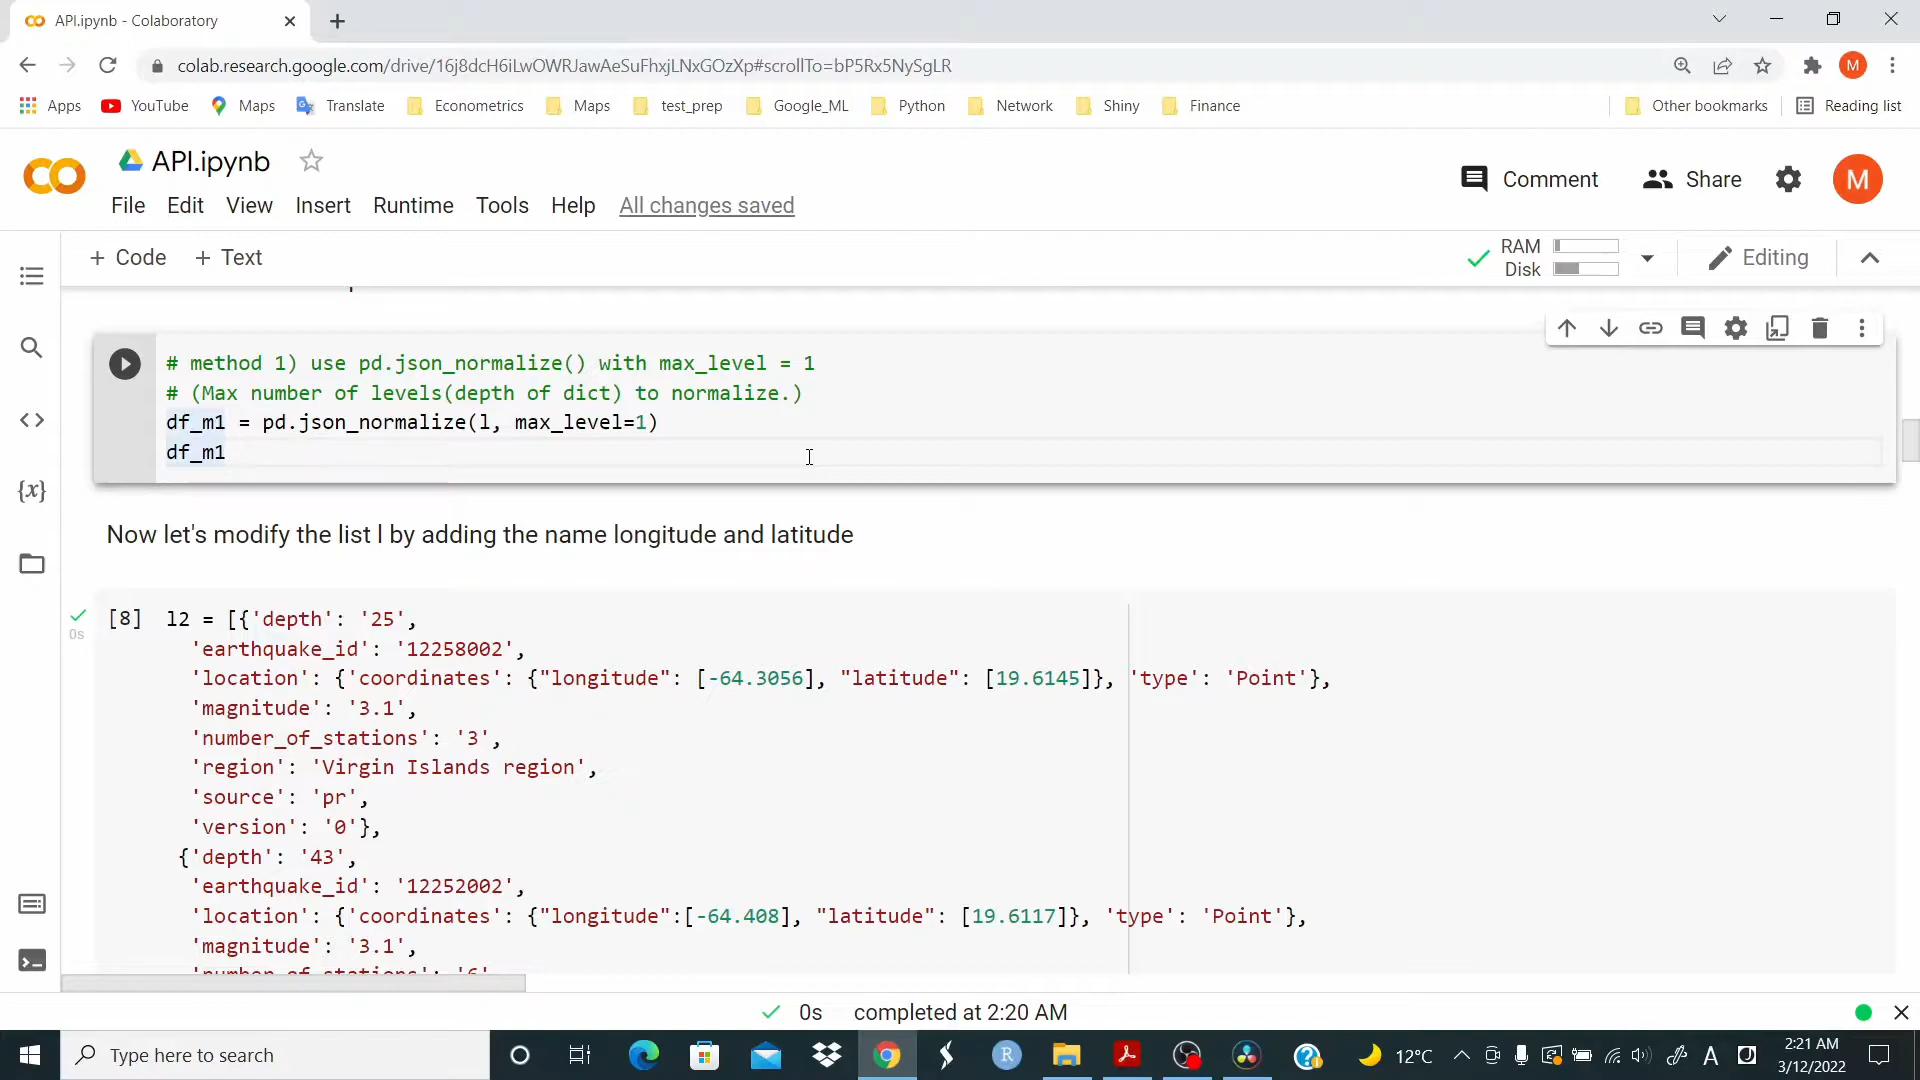 API.ipynb - Colaboratory
colab.research.google.com/drive/16j8dcH6iLwOWRJawAeSuFhxjLNxGOzXp#scrollTo=bP5Rx5NySgLR
M
Apps YouTube Maps Translate Econometrics Maps test_prep Google_ML Python Network Shiny Finance Other bookmarks Reading list
API.ipynb
Comment Share M
File Edit View Insert Runtime Tools Help All changes saved
+ Code + Text
RAM
Disk
Editing
# method 1) use pd.json_normalize() with max_level = 1
# (Max number of levels(depth of dict) to normalize.)
df_m1 = pd.json_normalize(l, max_level=1)
df_m1
Now let's modify the list l by adding the name longitude and latitude
[8] l2 = [{'depth': '25',
0s
'earthquake_id': '12258002',
'location': {'coordinates': {"longitude": [-64.3056], "latitude": [19.6145]}, 'type': 'Point'},
'magnitude': '3.1',
'number_of_stations': '3',
'region': 'Virgin Islands region',
'source': 'pr',
'version': '0'},
{'depth': '43',
'earthquake_id': '12252002',
'location': {'coordinates': {"longitude":[-64.408], "latitude": [19.6117]}, 'type': 'Point'},
'magnitude': '3.1',
'number_of_stations': '6'
0s completed at 2:20 AM
Type here to search
12°C
2:21 AM
3/12/2022